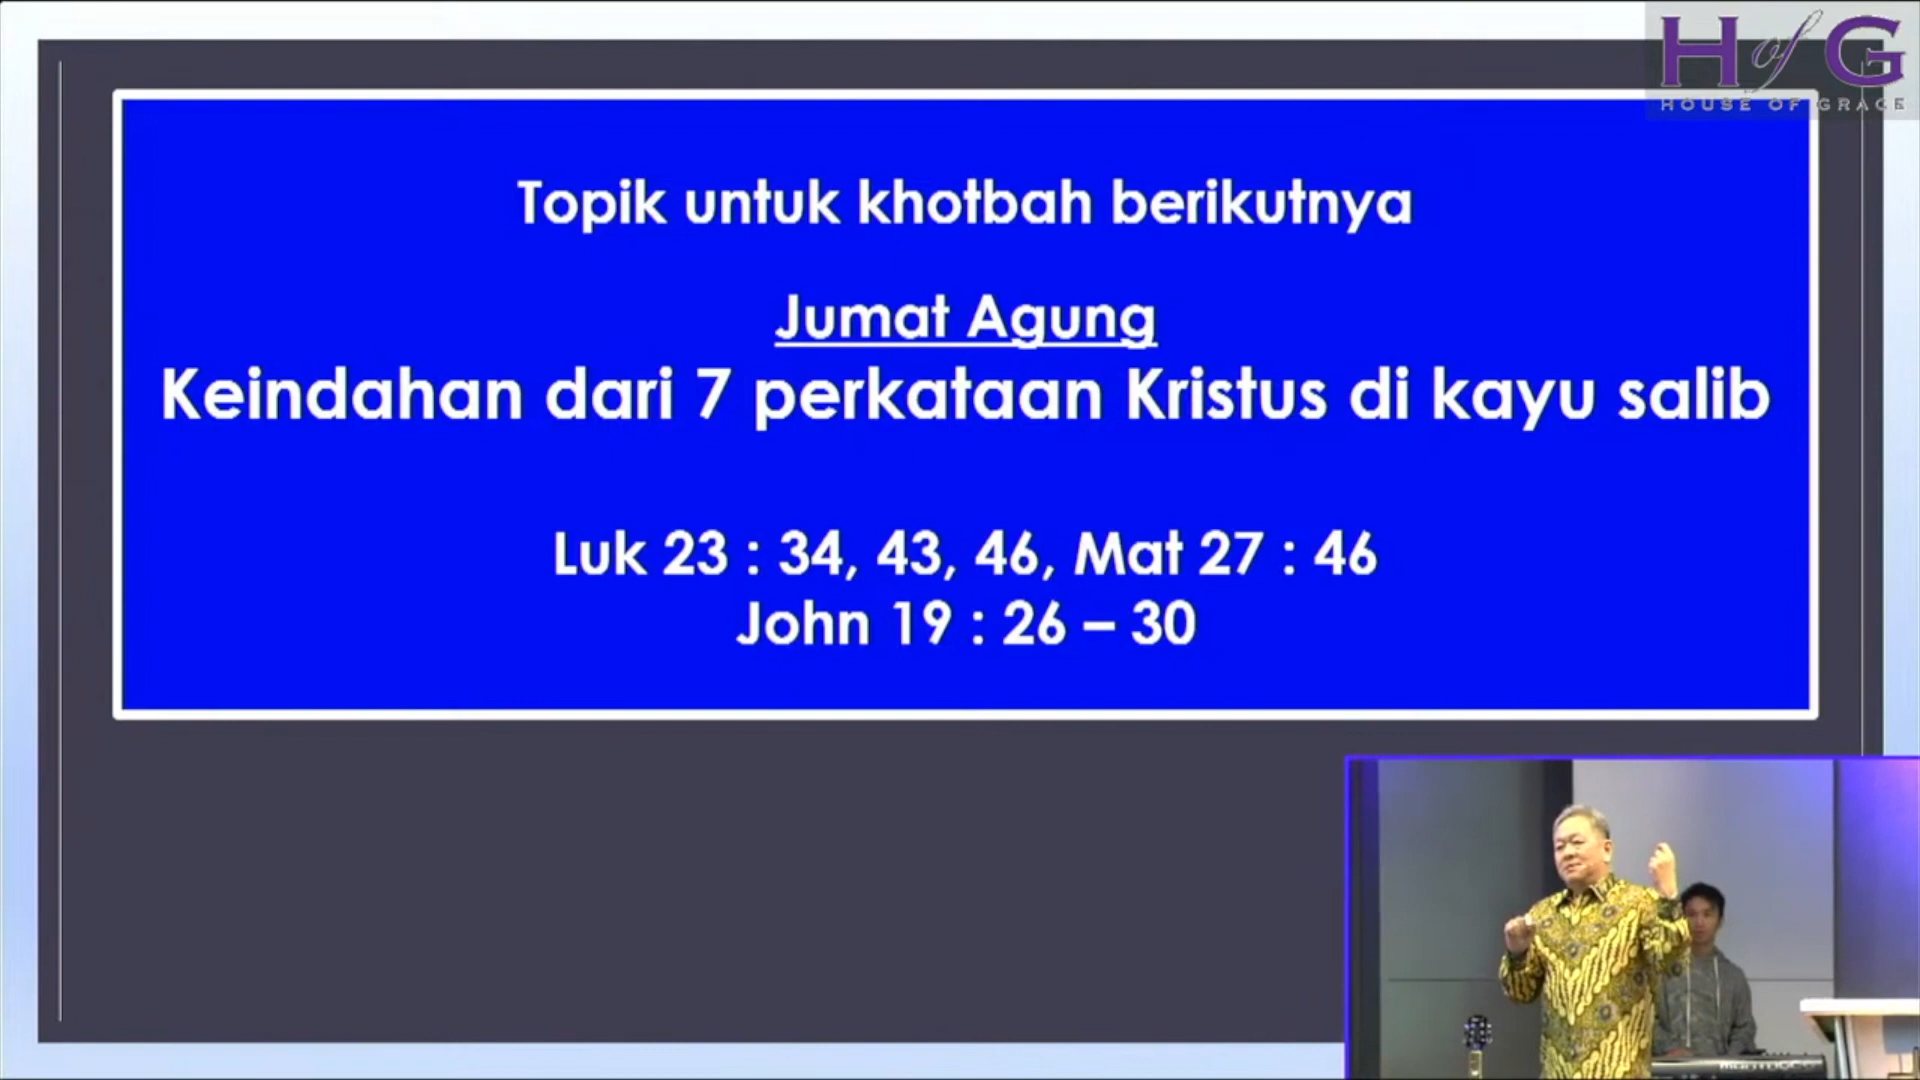 H of G
HOUSE OF GRACE
Topik untuk khotbah berikutnya
Jumat Agung
Keindahan dari 7 perkataan Kristus di kayu salib
Luk 23 : 34, 43, 46, Mat 27 : 46
John 19 : 26 – 30